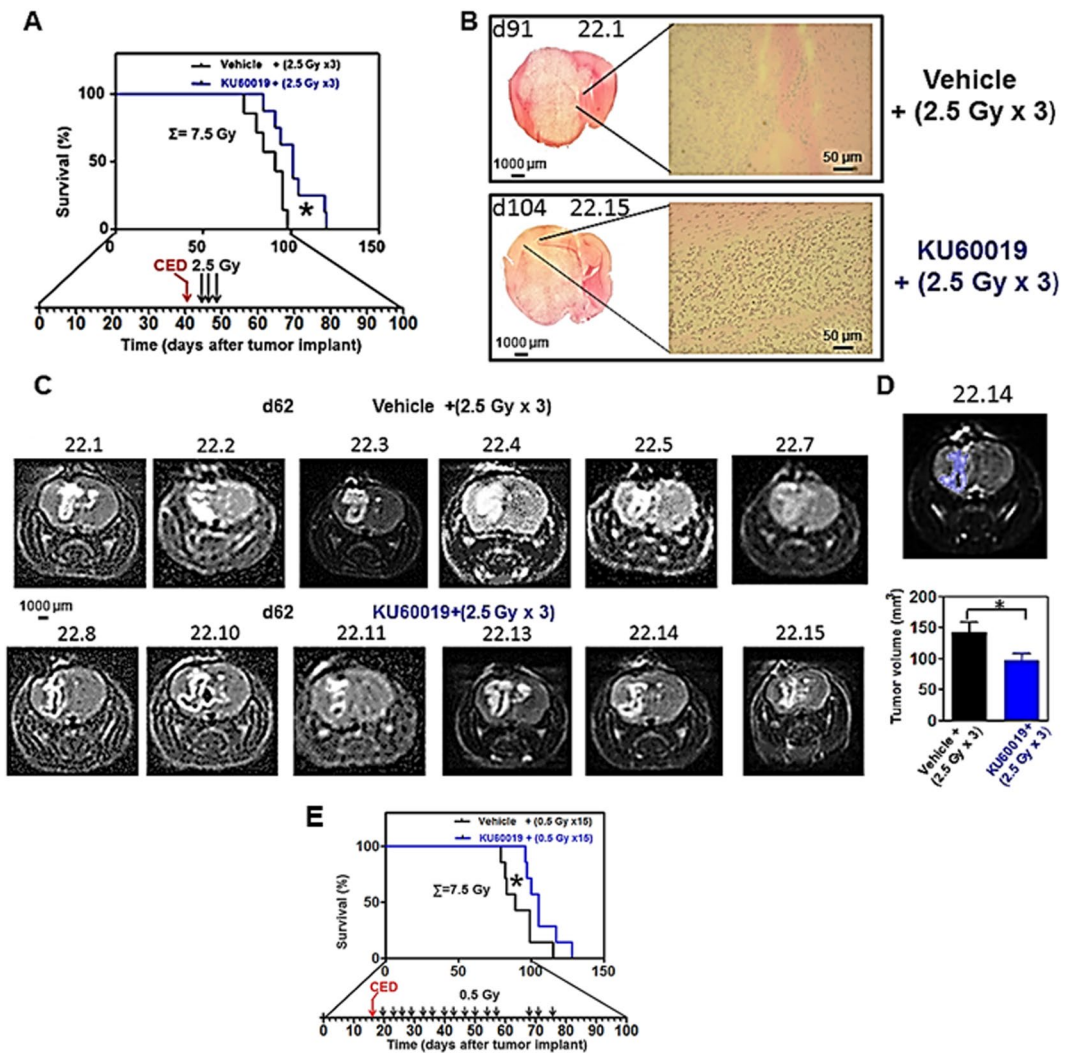 A
Vehicle + (2.5 Gy x3)
KU60019 + (2.5 Gy x3)
Survival (%)
100
50
0
Σ= 7.5 Gy
*
0 50 100 150
CED 2.5 Gy
0 10 20 30 40 50 60 70 80 90 100
Time (days after tumor implant)
B
d91 22.1
1000 µm
50 µm
Vehicle
+ (2.5 Gy x 3)
d104 22.15
1000 µm
50 µm
KU60019
+ (2.5 Gy x 3)
C
d62 Vehicle +(2.5 Gy x 3)
22.1 22.2 22.3 22.4 22.5 22.7
1000 µm
d62 KU60019+(2.5 Gy x 3)
22.8 22.10 22.11 22.13 22.14 22.15
D
22.14
Tumor volume (mm³)
200
150
100
50
0
*
Vehicle +
(2.5 Gy x 3)
KU60019+
(2.5 Gy x 3)
E
Vehicle + (0.5 Gy x15)
KU60019 + (0.5 Gy x15)
Survival (%)
100
50
0
∑=7.5 Gy
*
0 50 100 150
CED 0.5 Gy
0 10 20 30 40 50 60 70 80 90 100
Time (days after tumor implant)